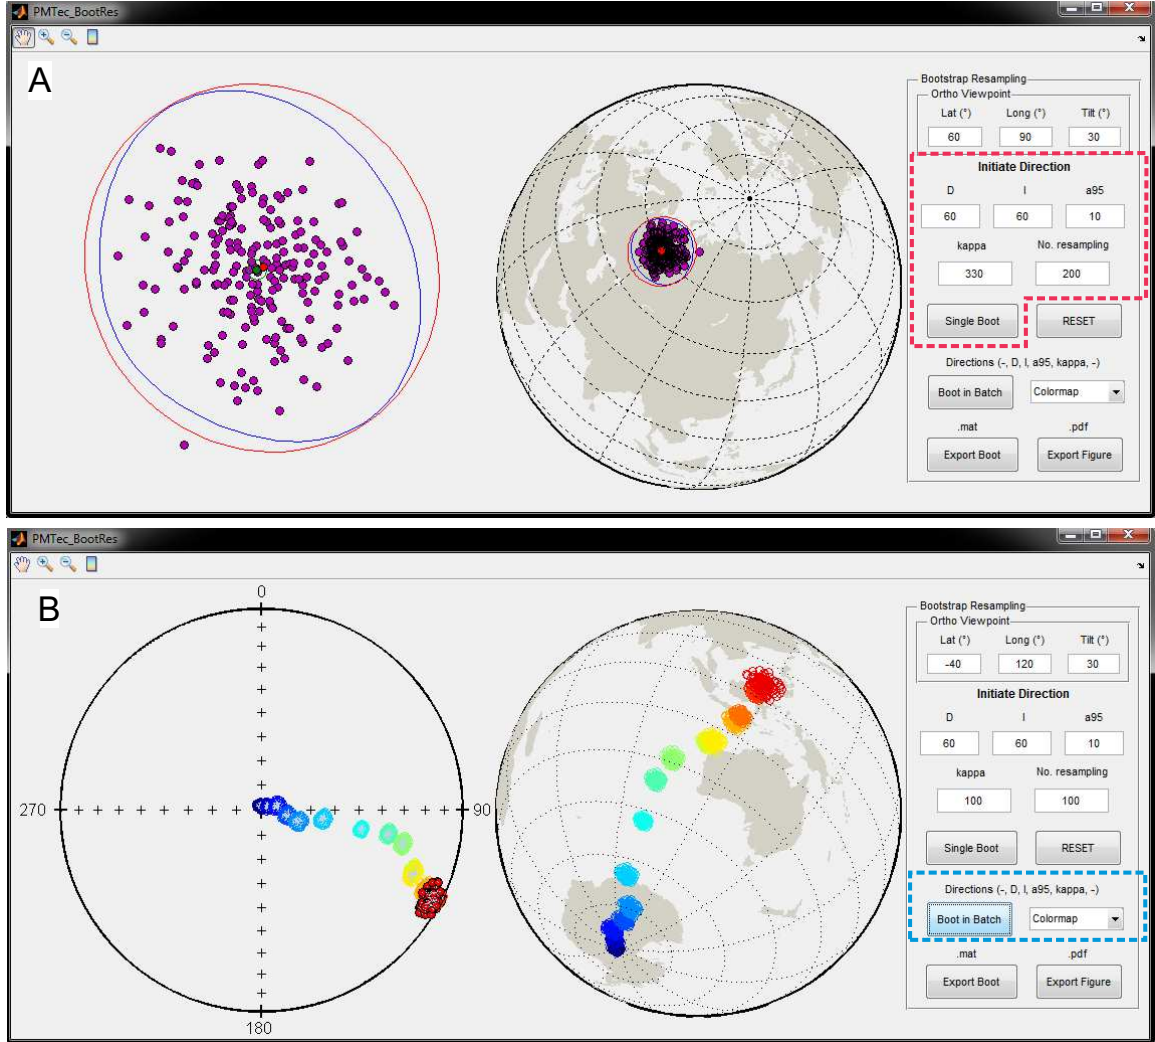 PMTec_BootRes
A
Bootstrap Resampling
Ortho Viewpoint
Lat (°) Long (°) Tilt (°)
60 90 30
Initiate Direction
D I a95
60 60 10
kappa No. resampling
330 200
Single Boot RESET
Directions (-, D, I, a95, kappa, -)
Boot in Batch Colormap
.mat .pdf
Export Boot Export Figure
PMTec_BootRes
B
0
270 90
180
Bootstrap Resampling
Ortho Viewpoint
Lat (°) Long (°) Tilt (°)
-40 120 30
Initiate Direction
D I a95
60 60 10
kappa No. resampling
100 100
Single Boot RESET
Directions (-, D, I, a95, kappa, -)
Boot in Batch Colormap
.mat .pdf
Export Boot Export Figure